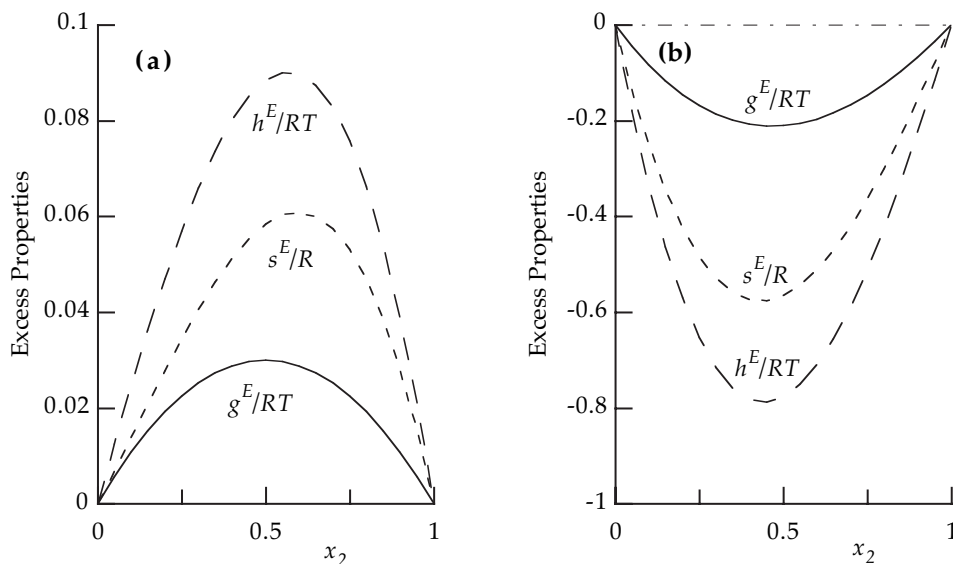 0.1
0.08
0.06
0.04
0.02
0
Excess Properties
(a)
h^E/RT
s^E/R
g^E/RT
0
0.5
1
x_2
0
-0.2
-0.4
-0.6
-0.8
-1
Excess Properties
(b)
g^E/RT
s^E/R
h^E/RT
0
0.5
1
x_2